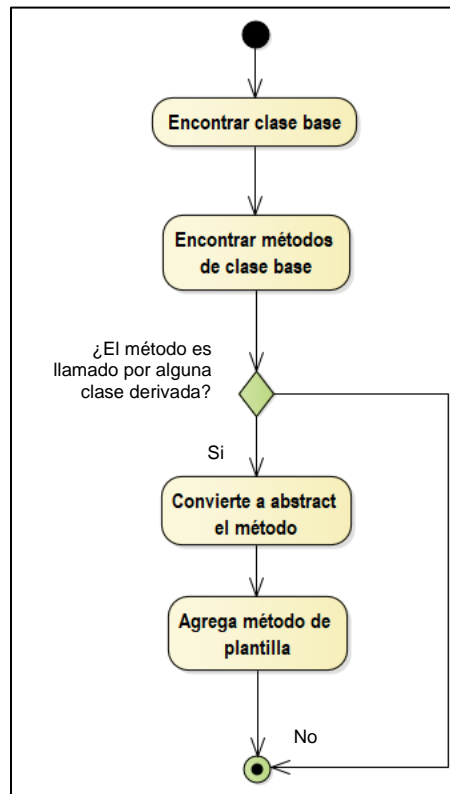 Encontrar clase base
Encontrar métodos
de clase base
¿El método es
llamado por alguna
clase derivada?
Si
Convierte a abstract
el método
Agrega método de
plantilla
No